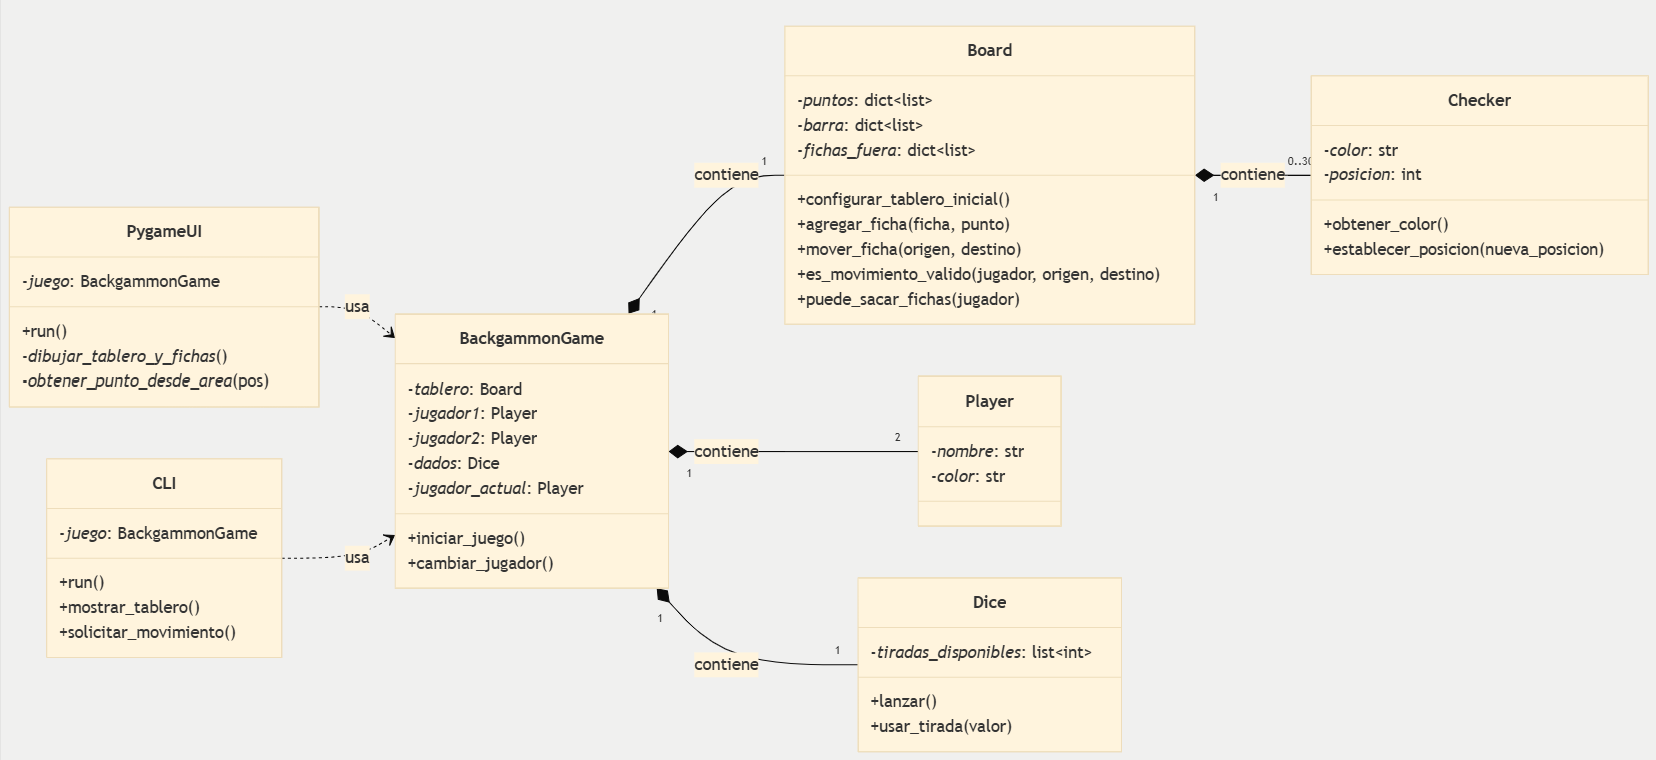 PygameUI
-juego: BackgammonGame
+run()
-dibujar_tablero_y_fichas()
-obtener_punto_desde_area(pos)
CLI
-juego: BackgammonGame
+run()
+mostrar_tablero()
+solicitar_movimiento()
usa
usa
BackgammonGame
-tablero: Board
-jugador1: Player
-jugador2: Player
-dados: Dice
-jugador_actual: Player
+iniciar_juego()
+cambiar_jugador()
1
contiene
1
1
contiene
2
1
contiene
1
Board
-puntos: dict<list>
-barra: dict<list>
-fichas_fuera: dict<list>
+configurar_tablero_inicial()
+agregar_ficha(ficha, punto)
+mover_ficha(origen, destino)
+es_movimiento_valido(jugador, origen, destino)
+puede_sacar_fichas(jugador)
1
contiene
0..30
Checker
-color: str
-posicion: int
+obtener_color()
+establecer_posicion(nueva_posicion)
Player
-nombre: str
-color: str
Dice
-tiradas_disponibles: list<int>
+lanzar()
+usar_tirada(valor)